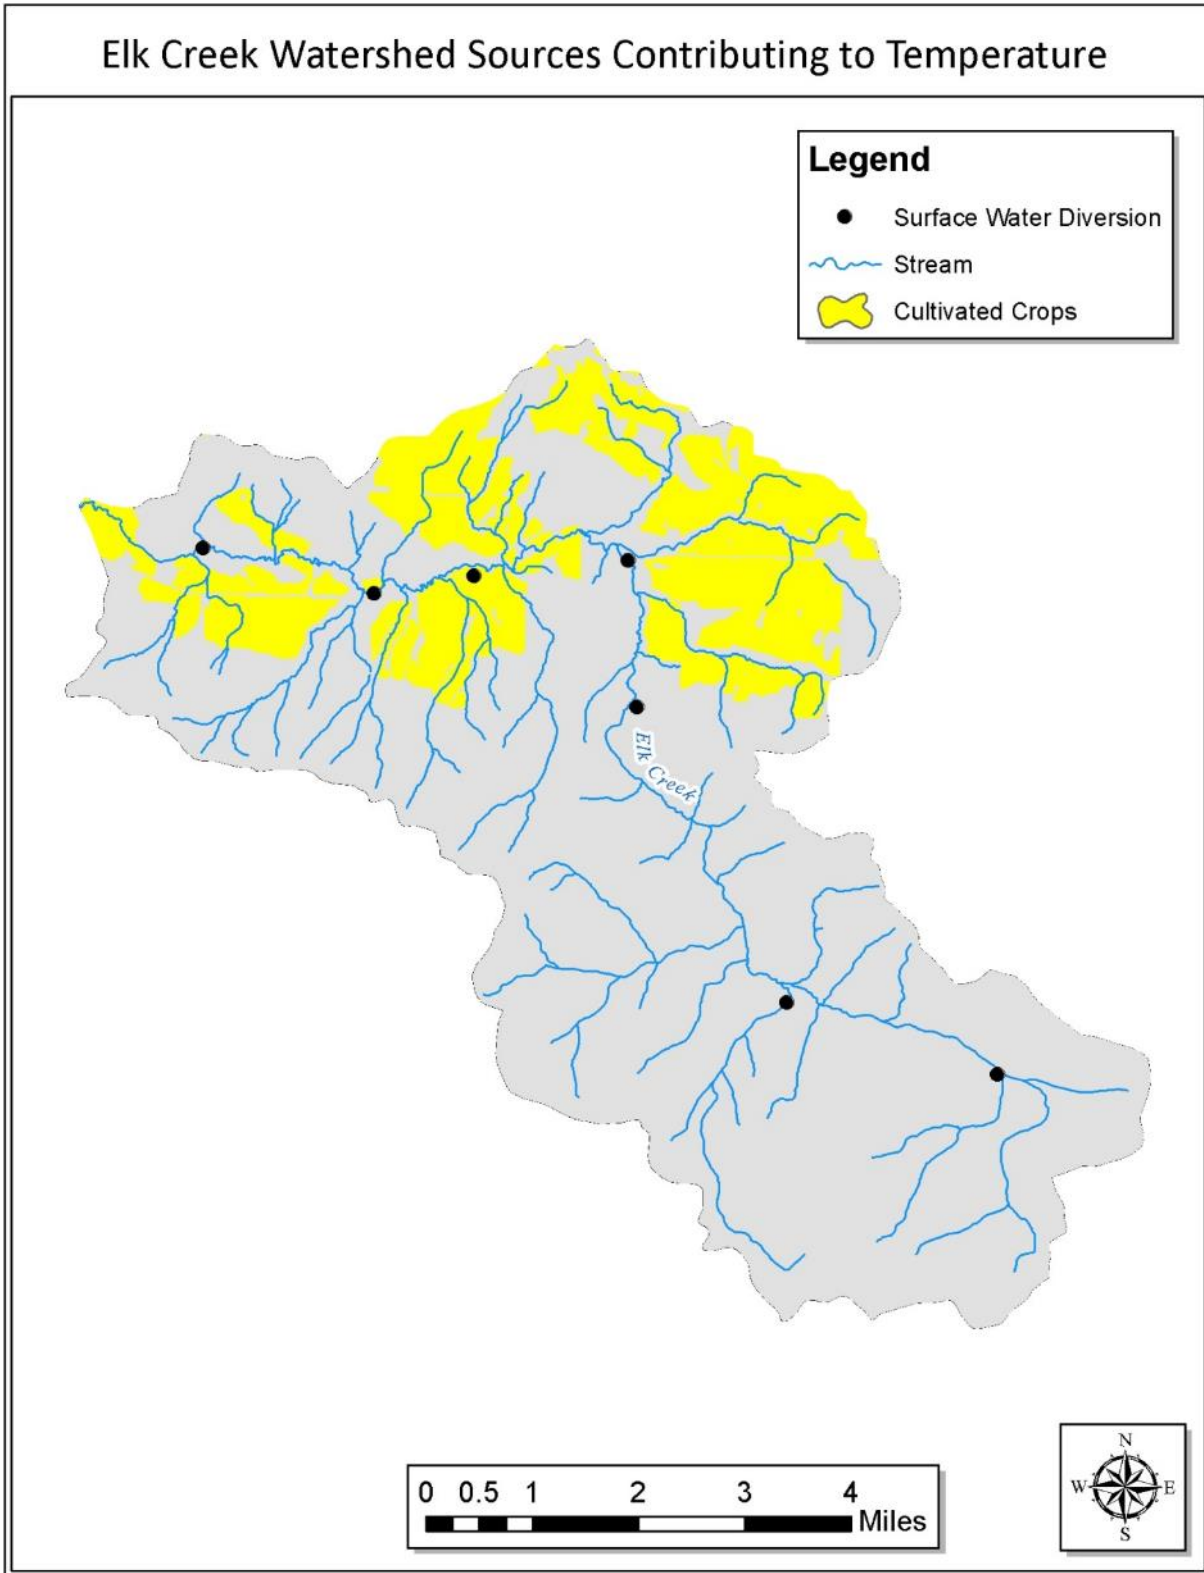 Elk Creek Watershed Sources Contributing to Temperature
Legend
Surface Water Diversion
Stream
Cultivated Crops
Elk Creek
0 0.5 1 2 3 4
Miles
N
W E
S